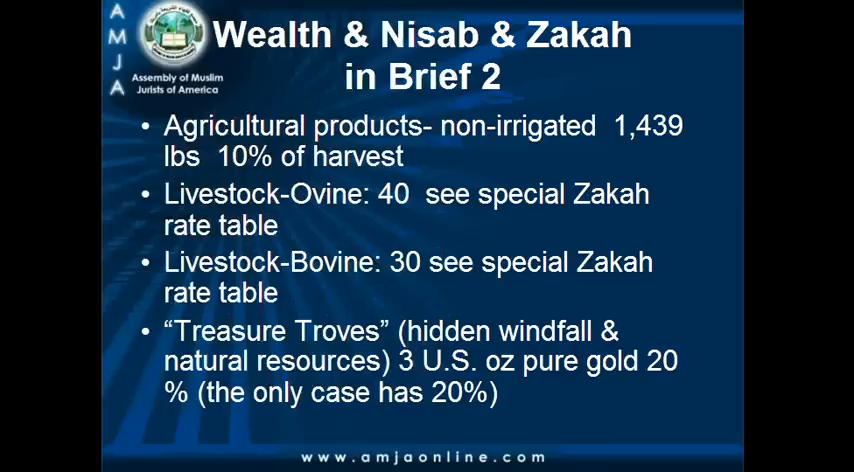 A
M
J
A
Assembly of Muslim
Jurists of America
Wealth & Nisab & Zakah
in Brief 2
• Agricultural products- non-irrigated 1,439
lbs 10% of harvest
• Livestock-Ovine: 40 see special Zakah
rate table
• Livestock-Bovine: 30 see special Zakah
rate table
• “Treasure Troves” (hidden windfall &
natural resources) 3 U.S. oz pure gold 20
% (the only case has 20%)
www.amjaonline.com